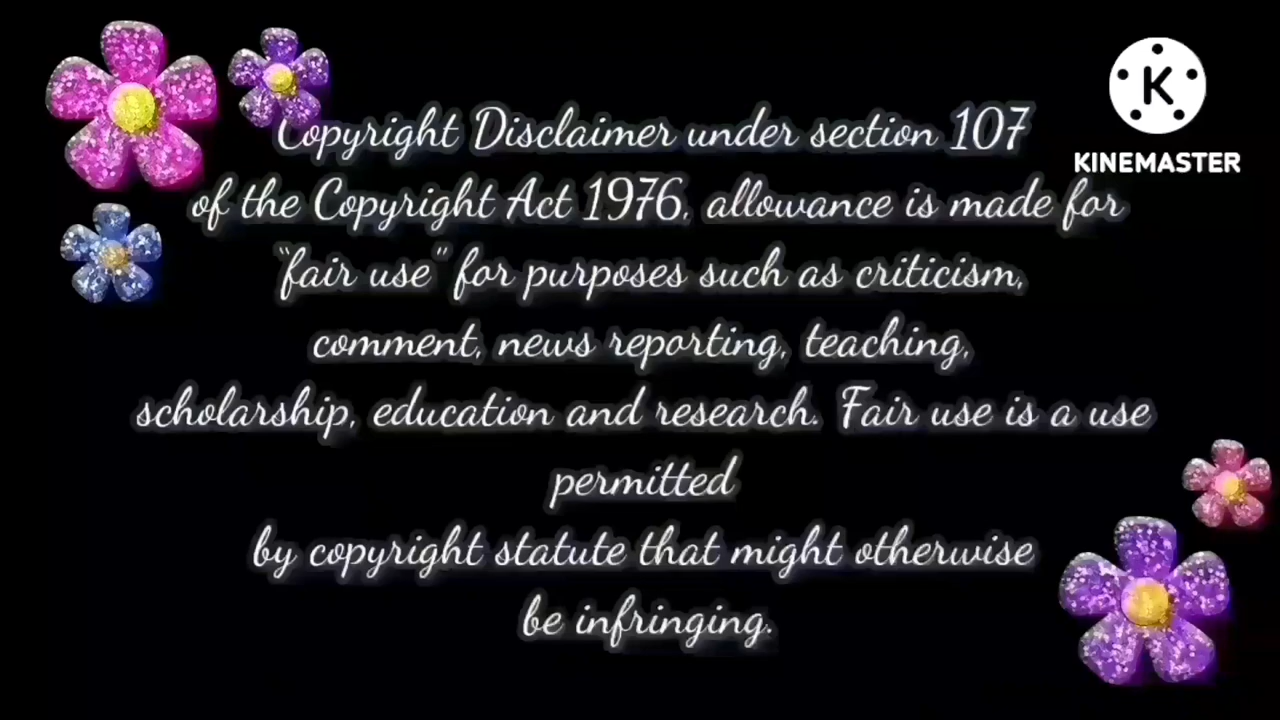 Copyright Disclaimer under section 107
of the Copyright Act 1976, allowance is made for
"fair use" for purposes such as criticism,
comment, news reporting, teaching,
scholarship, education and research. Fair use is a use
permitted
by copyright statute that might otherwise
be infringing.
K
KINEMASTER